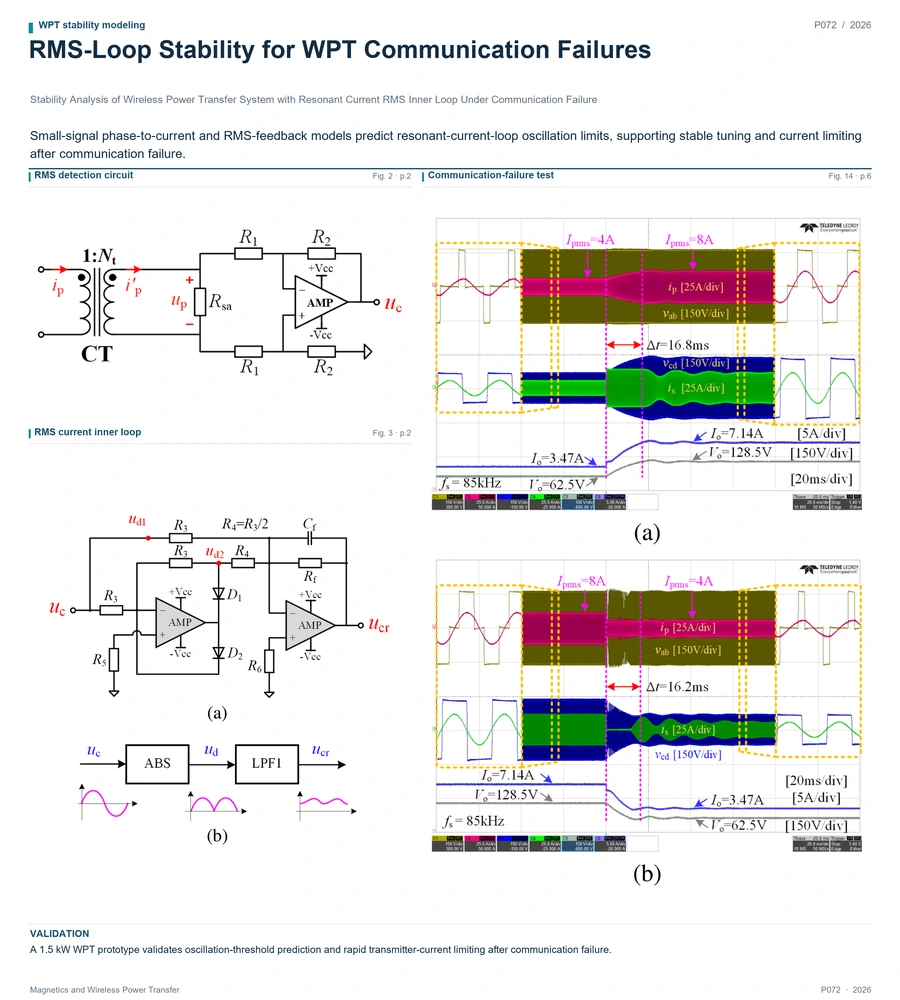 WPT stability modeling
P072 / 2026
RMS-Loop Stability for WPT Communication Failures
Stability Analysis of Wireless Power Transfer System with Resonant Current RMS Inner Loop Under Communication Failure
Small-signal phase-to-current and RMS-feedback models predict resonant-current-loop oscillation limits, supporting stable tuning and current limiting
after communication failure.
RMS detection circuit
Fig. 2 · p.2
1:Nt
ip
i'p
up
+
−
Rsa
CT
R1
R2
+Vcc
−
AMP
+
-Vcc
uc
R1
R2
RMS current inner loop
Fig. 3 · p.2
ud1
R3
R4=R3/2
Cf
R3
ud2
R4
Rf
uc
R3
+Vcc
D1
+Vcc
−
AMP
+
-Vcc
−
AMP
+
-Vcc
ucr
R5
D2
R6
(a)
uc
ABS
ud
LPF1
ucr
(b)
Communication-failure test
Fig. 14 · p.6
TELEDYNE LECROY
Everywhereyoulook
Iprms=4A
Iprms=8A
ip [25A/div]
vab [150V/div]
Δt=16.8ms
vcd [150V/div]
is [25A/div]
Io=7.14A
[5A/div]
Io=3.47A
Vo=128.5V
[150V/div]
fs = 85kHz
Vo=62.5V
[20ms/div]
(a)
TELEDYNE LECROY
Everywhereyoulook
Iprms=8A
Iprms=4A
ip [25A/div]
vab [150V/div]
Δt=16.2ms
is [25A/div]
vcd [150V/div]
Io=7.14A
[20ms/div]
Vo=128.5V
Io=3.47A
[5A/div]
fs = 85kHz
Vo=62.5V
[150V/div]
(b)
VALIDATION
A 1.5 kW WPT prototype validates oscillation-threshold prediction and rapid transmitter-current limiting after communication failure.
Magnetics and Wireless Power Transfer
P072 · 2026